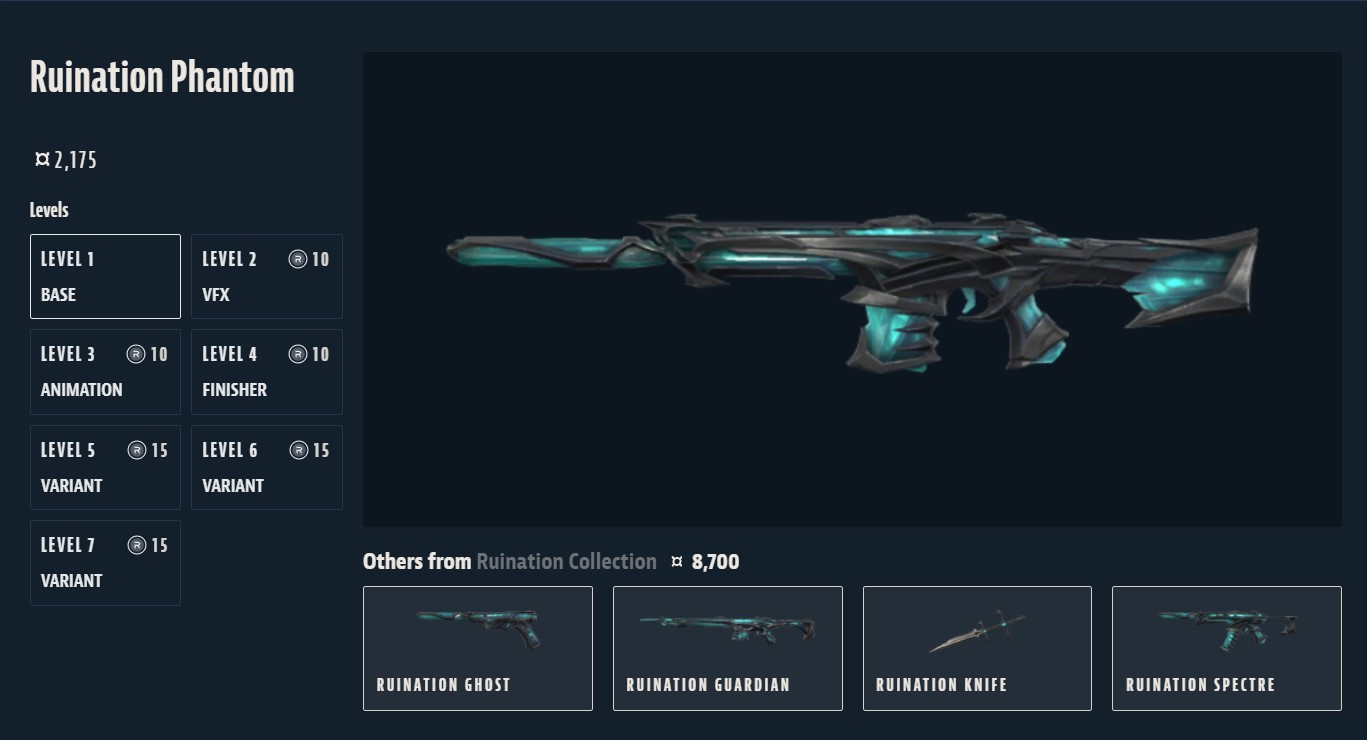 Ruination Phantom
¤ 2,175
Levels
LEVEL 1
BASE
LEVEL 2 R 10
VFX
LEVEL 3 R 10
ANIMATION
LEVEL 4 R 10
FINISHER
LEVEL 5 R 15
VARIANT
LEVEL 6 R 15
VARIANT
LEVEL 7 R 15
VARIANT
Others from Ruination Collection ¤ 8,700
RUINATION GHOST
RUINATION GUARDIAN
RUINATION KNIFE
RUINATION SPECTRE